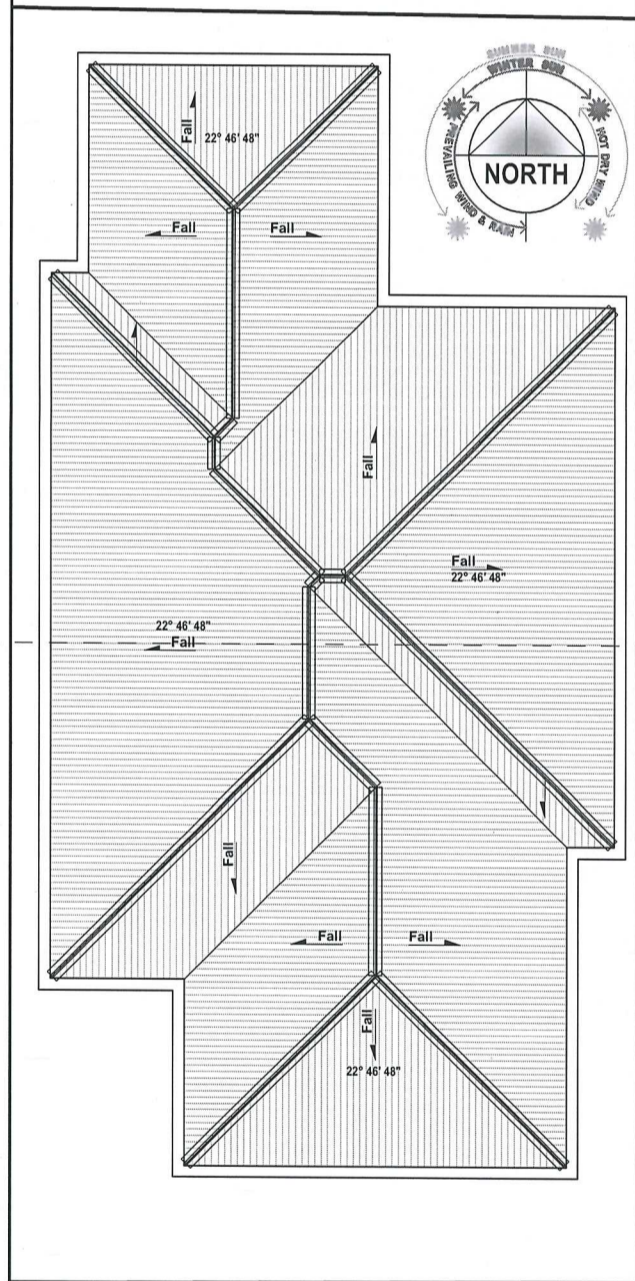 SUMMER SUN
WINTER SUN
PREVAILING WIND & RAIN
HOT DRY WIND
NORTH
Fall
22° 46' 48"
Fall
Fall
Fall
Fall
22° 46' 48"
22° 46' 48"
Fall
Fall
Fall
Fall
Fall
22° 46' 48"